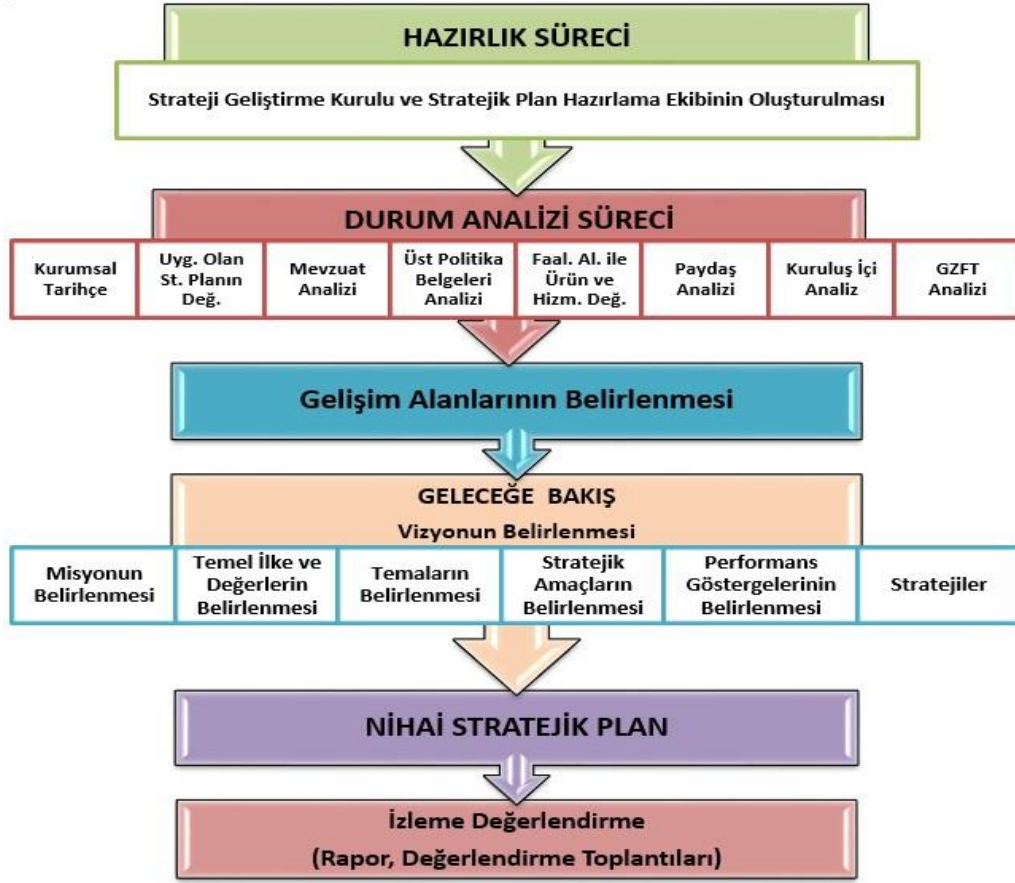 HAZIRLIK SÜRECİ
Strateji Geliştirme Kurulu ve Stratejik Plan Hazırlama Ekibinin Oluşturulması
DURUM ANALİZİ SÜRECİ
Kurumsal
Tarihçe
Uyg. Olan
St. Planın
Değ.
Mevzuat
Analizi
Üst Politika
Belgeleri
Analizi
Faal. Al. ile
Ürün ve
Hizm. Değ.
Paydaş
Analizi
Kuruluş İçi
Analiz
GZFT
Analizi
Gelişim Alanlarının Belirlenmesi
GELECEĞE BAKIŞ
Vizyonun Belirlenmesi
Misyonun
Belirlenmesi
Temel İlke ve
Değerlerin
Belirlenmesi
Temaların
Belirlenmesi
Stratejik
Amaçların
Belirlenmesi
Performans
Göstergelerinin
Belirlenmesi
Stratejiler
NİHAİ STRATEJİK PLAN
İzleme Değerlendirme
(Rapor, Değerlendirme Toplantıları)